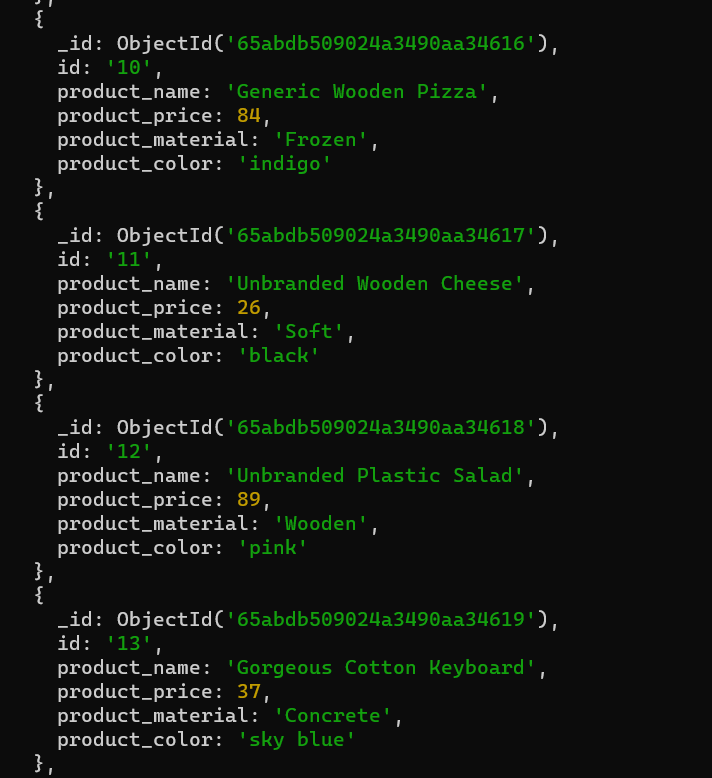 },
{
_id: ObjectId('65abdb509024a3490aa34616'),
id: '10',
product_name: 'Generic Wooden Pizza',
product_price: 84,
product_material: 'Frozen',
product_color: 'indigo'
},
{
_id: ObjectId('65abdb509024a3490aa34617'),
id: '11',
product_name: 'Unbranded Wooden Cheese',
product_price: 26,
product_material: 'Soft',
product_color: 'black'
},
{
_id: ObjectId('65abdb509024a3490aa34618'),
id: '12',
product_name: 'Unbranded Plastic Salad',
product_price: 89,
product_material: 'Wooden',
product_color: 'pink'
},
{
_id: ObjectId('65abdb509024a3490aa34619'),
id: '13',
product_name: 'Gorgeous Cotton Keyboard',
product_price: 37,
product_material: 'Concrete',
product_color: 'sky blue'
},